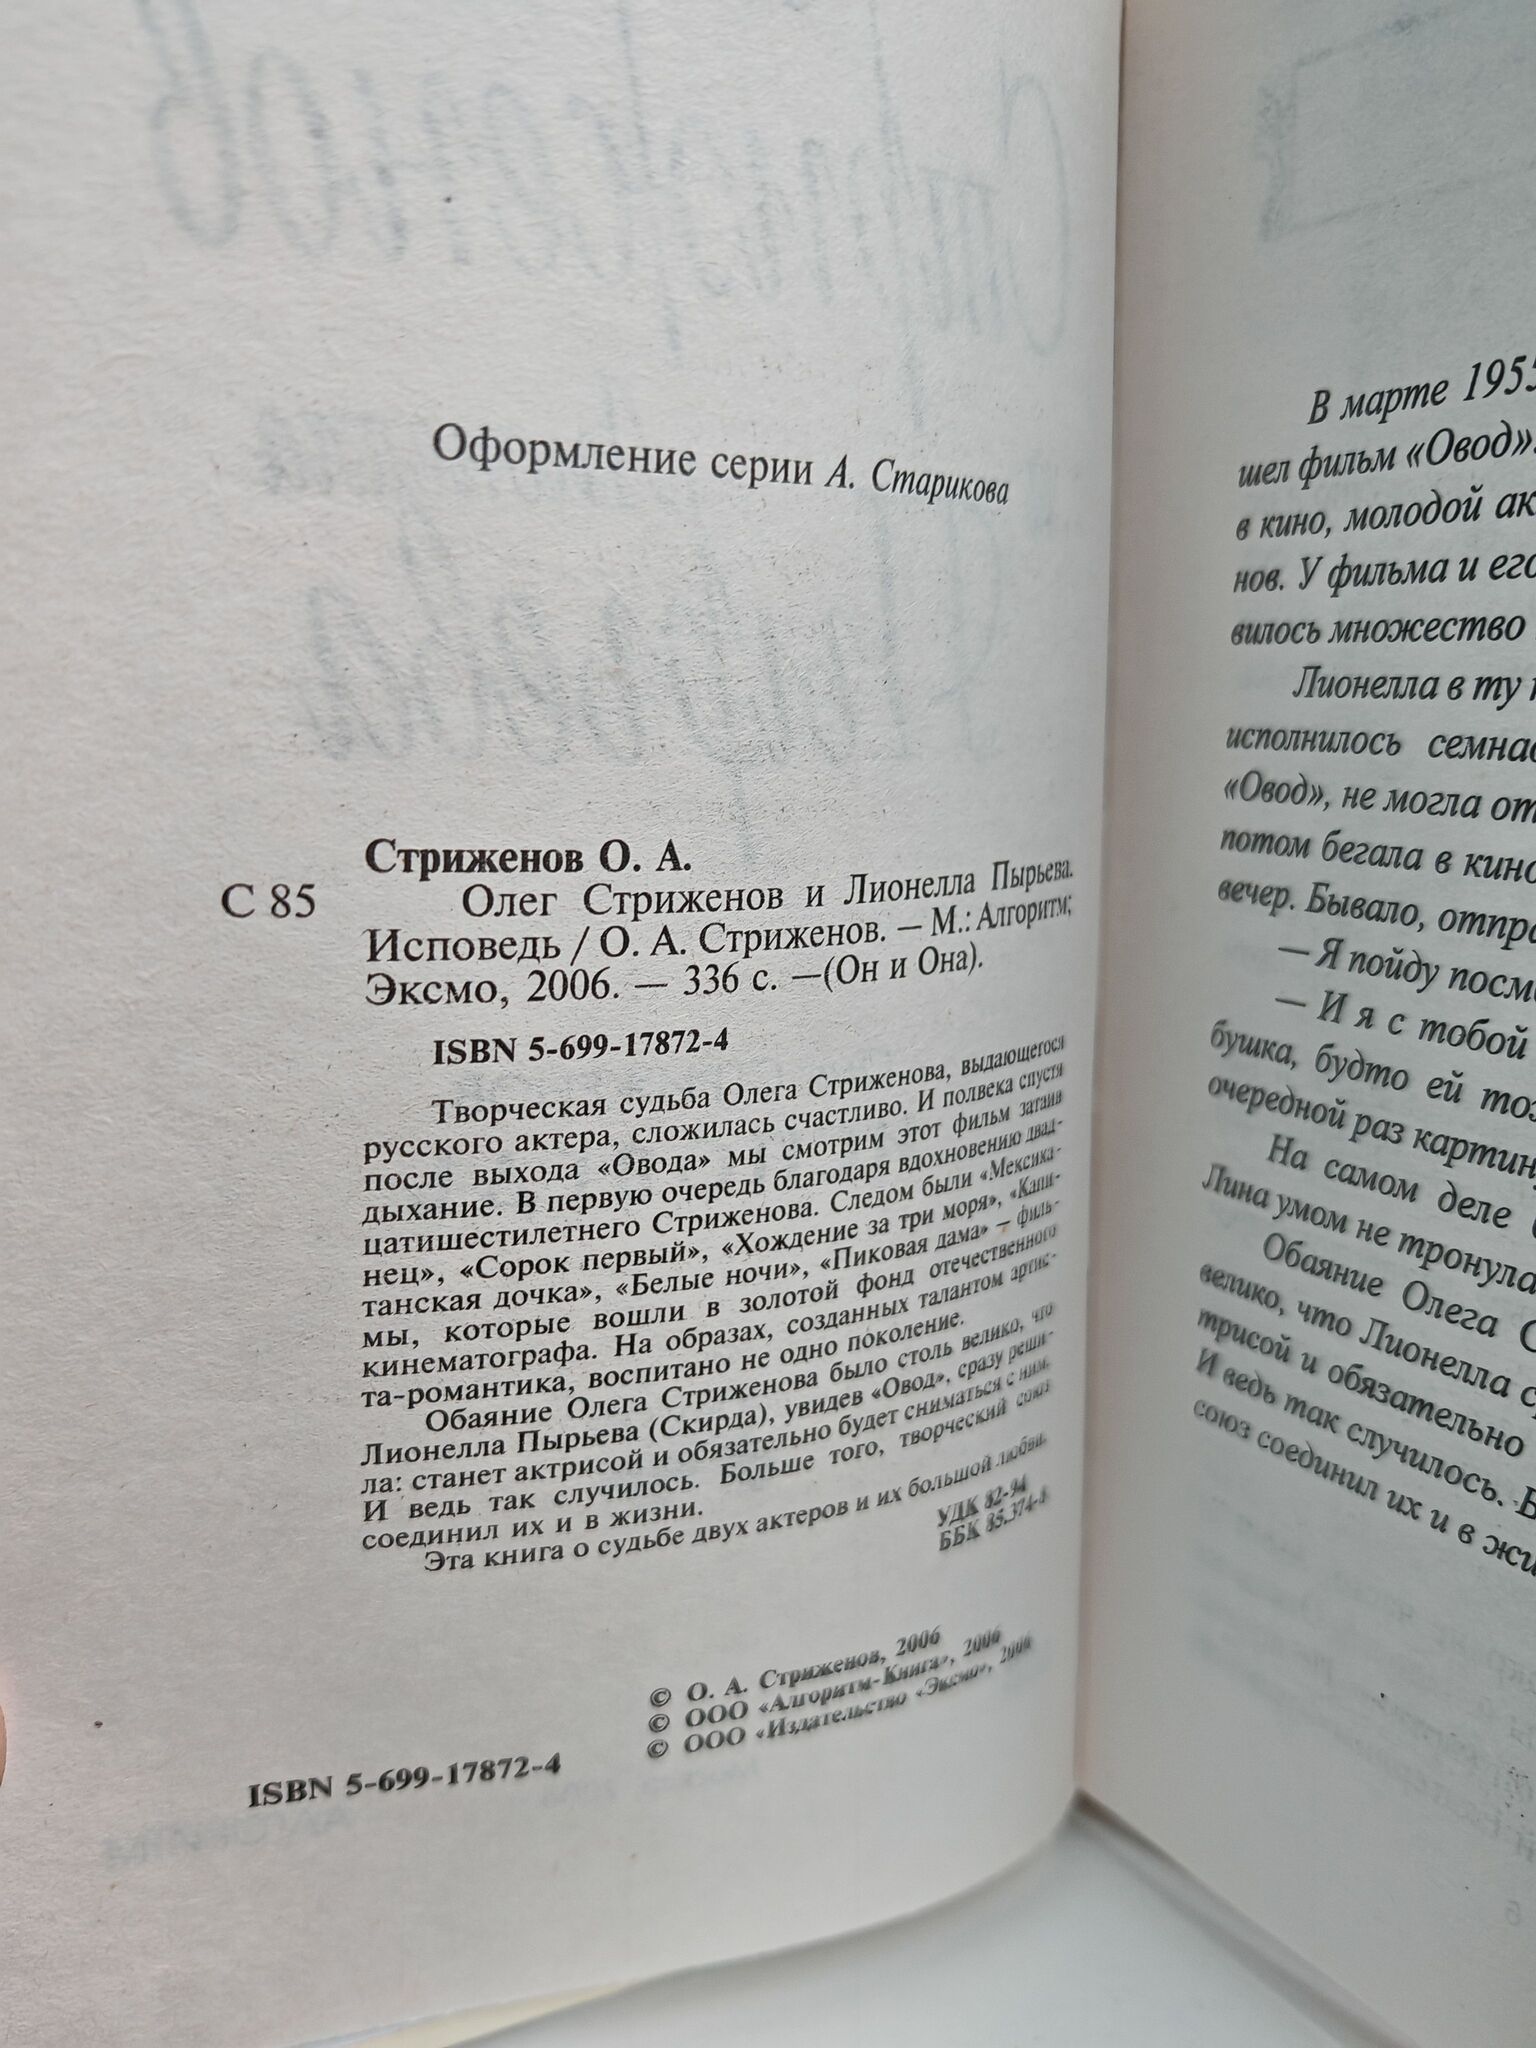 Оформление серии А. Старикова
Стриженов О. А.
С 85
Олег Стриженов и Лионелла Пырьева.
Исповедь / О. А. Стриженов. — М.: Алгоритм;
Эксмо, 2006. — 336 с. —(Он и Она).
ISBN 5-699-17872-4
Творческая судьба Олега Стриженова, выдающегося
русского актера, сложилась счастливо. И полвека спустя
после выхода «Овода» мы смотрим этот фильм затаив
дыхание. В первую очередь благодаря вдохновению двад-
цатишестилетнего Стриженова. Следом были «Мексика-
нец», «Сорок первый», «Хождение за три моря», «Капи-
танская дочка», «Белые ночи», «Пиковая дама» — филь-
мы, которые вошли в золотой фонд отечественного
кинематографа. На образах, созданных талантом артис-
та-романтика, воспитано не одно поколение.
Обаяние Олега Стриженова было столь велико, что
Лионелла Пырьева (Скирда), увидев «Овод», сразу реши-
ла: станет актрисой и обязательно будет сниматься с ним.
И ведь так случилось. Больше того, творческий союз
соединил их и в жизни.
Эта книга о судьбе двух актеров и их большой любви.
УДК 82-94
ББК 85.374-1
© О. А. Стриженов, 2006
© ООО «Алгоритм-Книга», 2006
© ООО «Издательство «Эксмо», 2006
ISBN 5-699-17872-4
В марте 1955
шел фильм «Овод».
в кино, молодой ак
нов. У фильма и его
вилось множество
Лионелла в ту
исполнилось семнад
«Овод», не могла от
потом бегала в кино
вечер. Бывало, отпра
— Я пойду посм
— И я с тобой
бушка, будто ей тож
очередной раз картин
На самом деле
Лина умом не тронула
Обаяние Олега С
велико, что Лионелла с
трисой и обязательно
И ведь так случилось. Б
союз соединил их и в жи